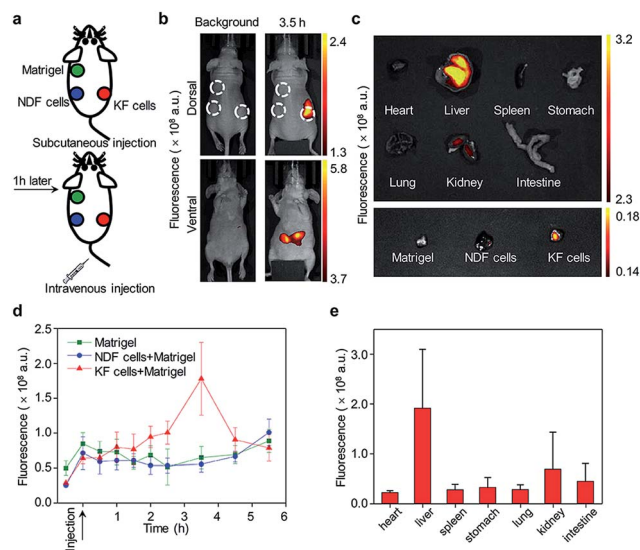 a
Matrigel
NDF cells
KF cells
Subcutaneous injection
1h later
Intravenous injection
b
Background
3.5 h
Dorsal
Ventral
Fluorescence ( × 10⁸ a.u.)
2.4
1.3
5.8
3.7
c
Fluorescence ( × 10⁸ a.u.)
Heart
Liver
Spleen
Stomach
Lung
Kidney
Intestine
3.2
2.3
Matrigel
NDF cells
KF cells
0.18
0.14
d
Fluorescence ( × 10⁸ a.u.)
2.5
2.0
1.5
1.0
0.5
0.0
Matrigel
NDF cells+Matrigel
KF cells+Matrigel
0
1
2
3
4
5
6
Time (h)
Injection
e
Fluorescence ( × 10⁸ a.u.)
3.0
2.0
1.0
0.0
heart
liver
spleen
stomach
lung
kidney
intestine